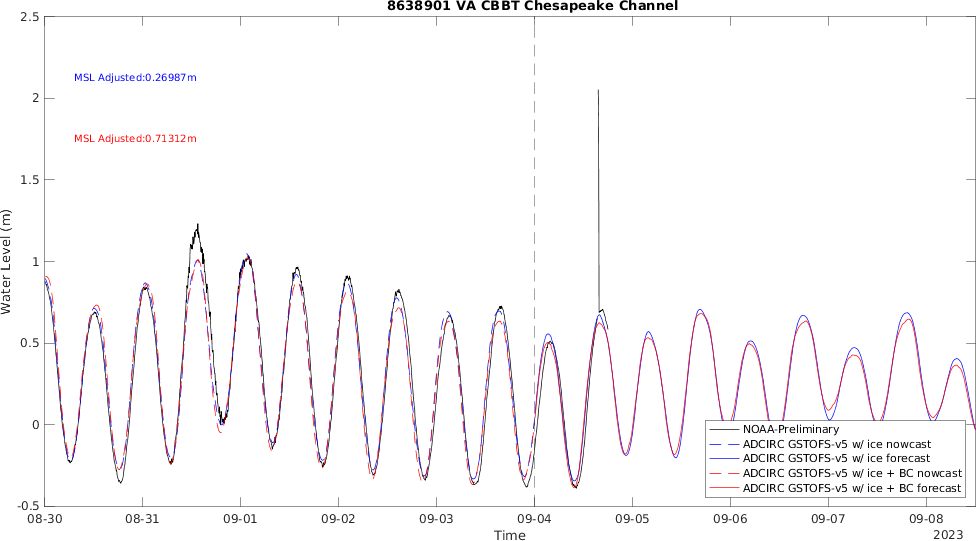 8638901 VA CBBT Chesapeake Channel
2.5
MSL Adjusted:0.26987m
2
MSL Adjusted:0.71312m
1.5
1
Water Level (m)
0.5
0
-0.5
NOAA-Preliminary
ADCIRC GSTOFS-v5 w/ ice nowcast
ADCIRC GSTOFS-v5 w/ ice forecast
ADCIRC GSTOFS-v5 w/ ice + BC nowcast
ADCIRC GSTOFS-v5 w/ ice + BC forecast
08-30 08-31 09-01 09-02 09-03 09-04 09-05 09-06 09-07 09-08
Time
2023